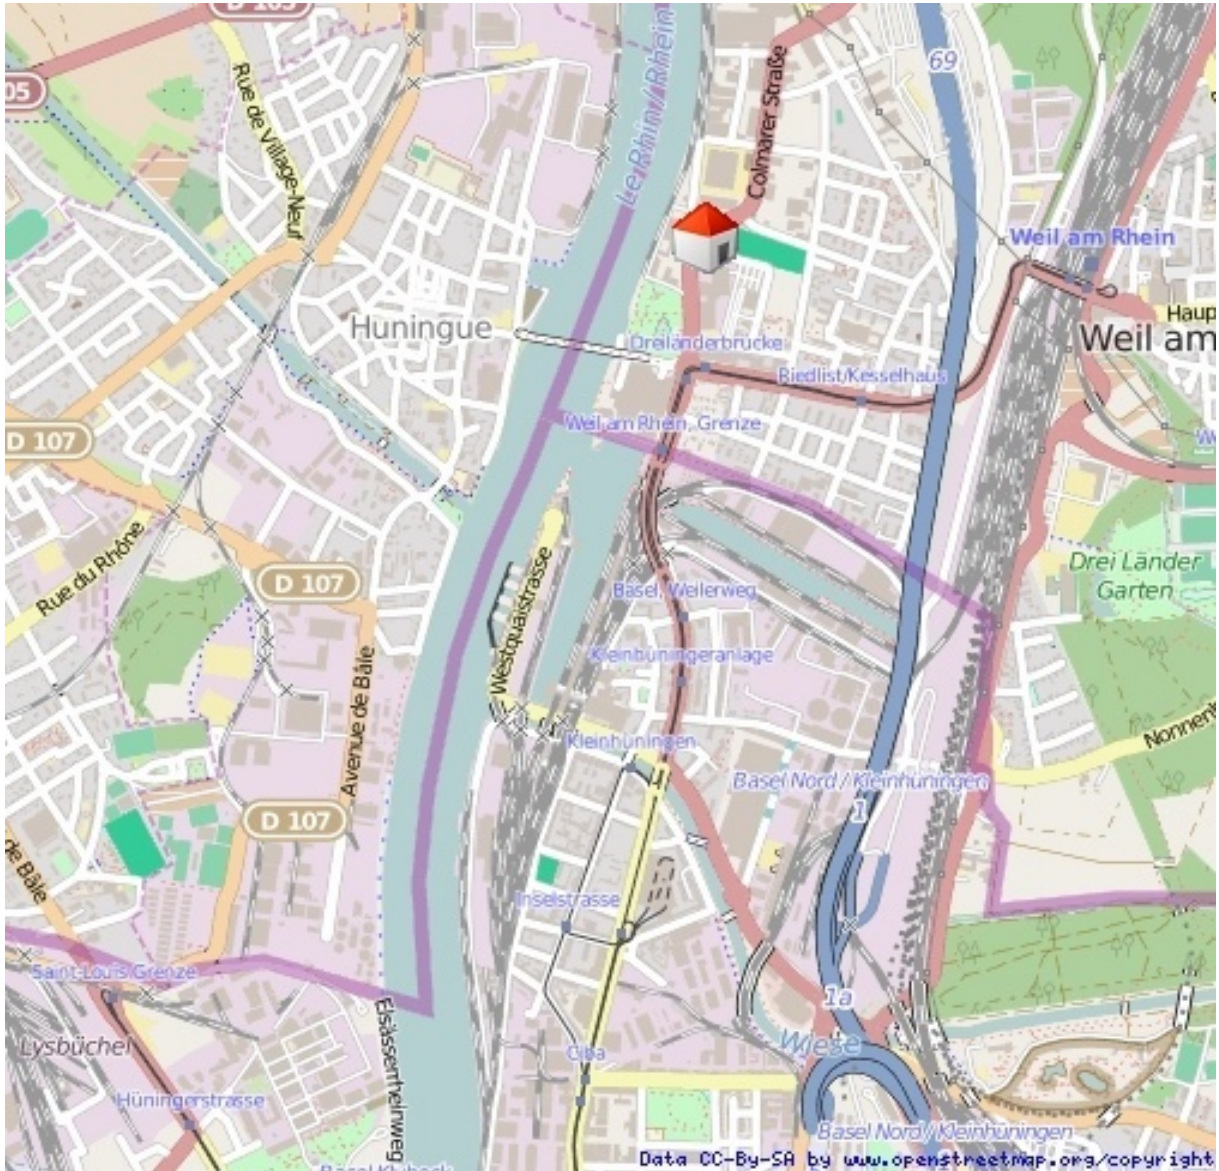 D 105
05
Rue de Village-Neuf
Le Rhin / Rhein
Colmarer Straße
69
Weil am Rhein
Haup
Weil am
Huningue
Dreiländerbrücke
Riedlist/Kesselhaus
Weil am Rhein, Grenze
D 107
We
Rue du Rhône
D 107
Westquaistrasse
Basel, Weilerweg
Drei Länder
Garten
Kleinhüningeranlage
Avenue de Bâle
Kleinhüningen
Nonnenh
Basel Nord / Kleinhüningen
1
D 107
de Bâle
Inselstrasse
Saint-Louis Grenze
1a
Elsässerrheinweg
Lysbüchel
Wiese
Ciba
Hüningerstrasse
Basel Nord / Kleinhüningen
Basel Klybeck
Data CC-By-SA by www.openstreetmap.org/copyright